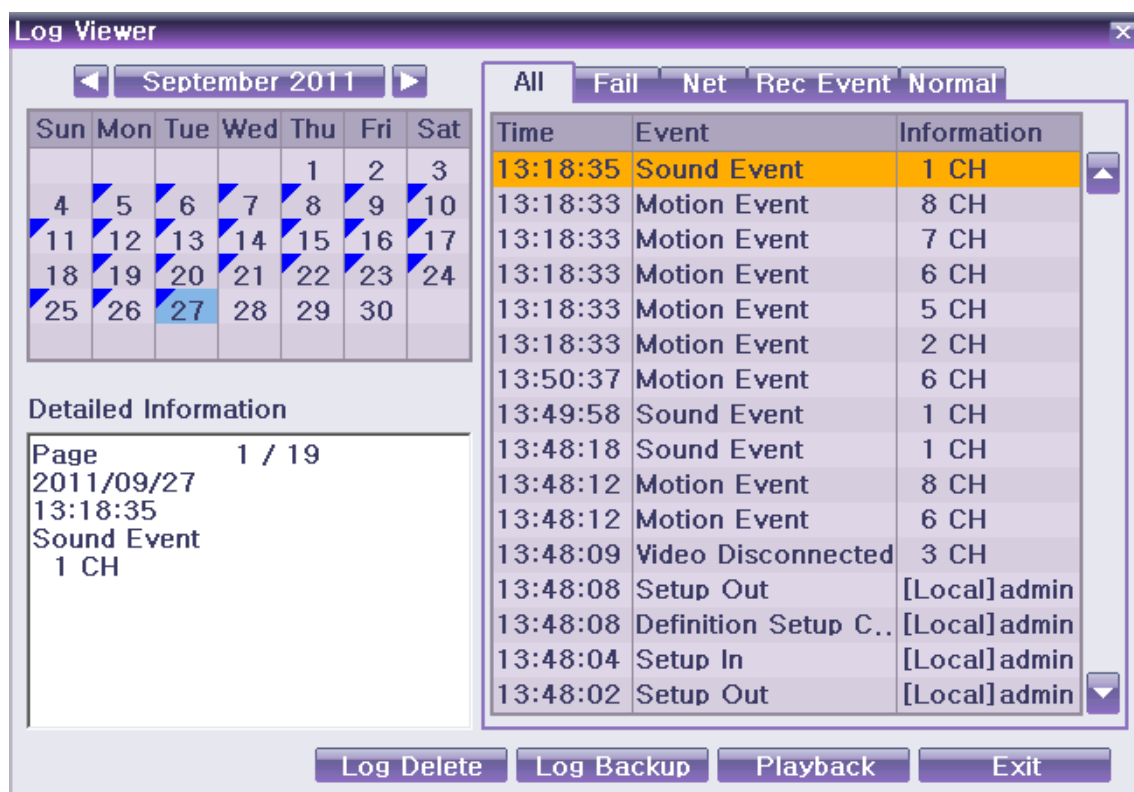 Log Viewer
September 2011
Sun Mon Tue Wed Thu Fri Sat
1 2 3
4 5 6 7 8 9 10
11 12 13 14 15 16 17
18 19 20 21 22 23 24
25 26 27 28 29 30
Detailed Information
Page 1 / 19
2011/09/27
13:18:35
Sound Event
1 CH
All Fail Net Rec Event Normal
Time Event Information
13:18:35 Sound Event 1 CH
13:18:33 Motion Event 8 CH
13:18:33 Motion Event 7 CH
13:18:33 Motion Event 6 CH
13:18:33 Motion Event 5 CH
13:18:33 Motion Event 2 CH
13:50:37 Motion Event 6 CH
13:49:58 Sound Event 1 CH
13:48:18 Sound Event 1 CH
13:48:12 Motion Event 8 CH
13:48:12 Motion Event 6 CH
13:48:09 Video Disconnected 3 CH
13:48:08 Setup Out [Local]admin
13:48:08 Definition Setup C.. [Local]admin
13:48:04 Setup In [Local]admin
13:48:02 Setup Out [Local]admin
Log Delete Log Backup Playback Exit